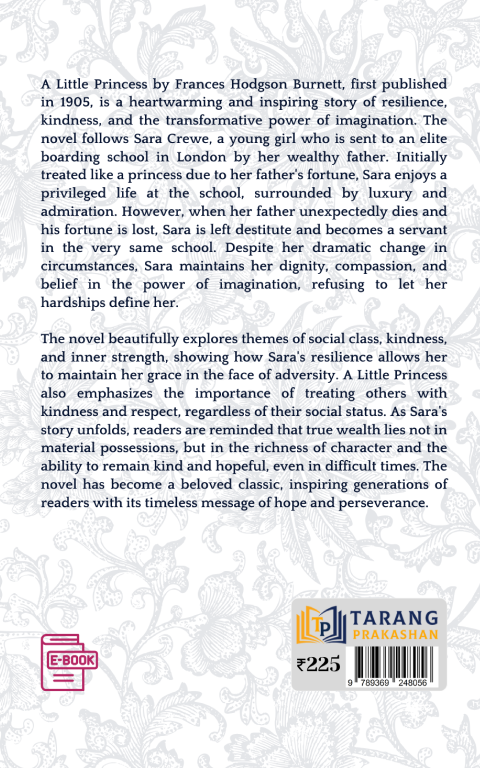 A Little Princess by Frances Hodgson Burnett, first published
in 1905, is a heartwarming and inspiring story of resilience,
kindness, and the transformative power of imagination. The
novel follows Sara Crewe, a young girl who is sent to an elite
boarding school in London by her wealthy father. Initially
treated like a princess due to her father's fortune, Sara enjoys a
privileged life at the school, surrounded by luxury and
admiration. However, when her father unexpectedly dies and
his fortune is lost, Sara is left destitute and becomes a servant
in the very same school. Despite her dramatic change in
circumstances, Sara maintains her dignity, compassion, and
belief in the power of imagination, refusing to let her
hardships define her.
The novel beautifully explores themes of social class, kindness,
and inner strength, showing how Sara's resilience allows her
to maintain her grace in the face of adversity. A Little Princess
also emphasizes the importance of treating others with
kindness and respect, regardless of their social status. As Sara's
story unfolds, readers are reminded that true wealth lies not in
material possessions, but in the richness of character and the
ability to remain kind and hopeful, even in difficult times. The
novel has become a beloved classic, inspiring generations of
readers with its timeless message of hope and perseverance.
E-BOOK
TP
TARANG
PRAKASHAN
₹225
9 789369 248056